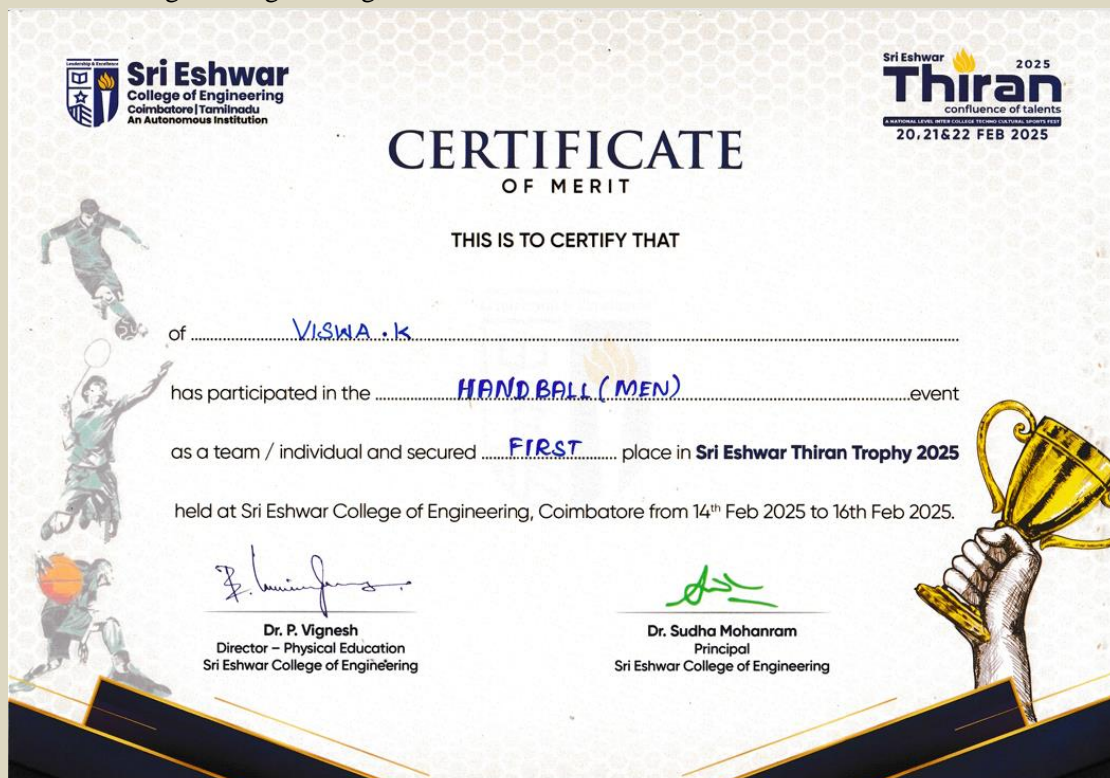 Leadership & Excellence
Sri Eshwar
College of Engineering
Coimbatore | Tamilnadu
An Autonomous Institution
Sri Eshwar 2025
Thiran
confluence of talents
A NATIONAL LEVEL INTER COLLEGE TECHNO CULTURAL SPORTS FEST
20,21&22 FEB 2025
CERTIFICATE
OF MERIT
THIS IS TO CERTIFY THAT
of VISWA . K
has participated in the HANDBALL (MEN) event
as a team / individual and secured FIRST place in Sri Eshwar Thiran Trophy 2025
held at Sri Eshwar College of Engineering, Coimbatore from 14th Feb 2025 to 16th Feb 2025.
Dr. P. Vignesh
Director – Physical Education
Sri Eshwar College of Engineering
Dr. Sudha Mohanram
Principal
Sri Eshwar College of Engineering